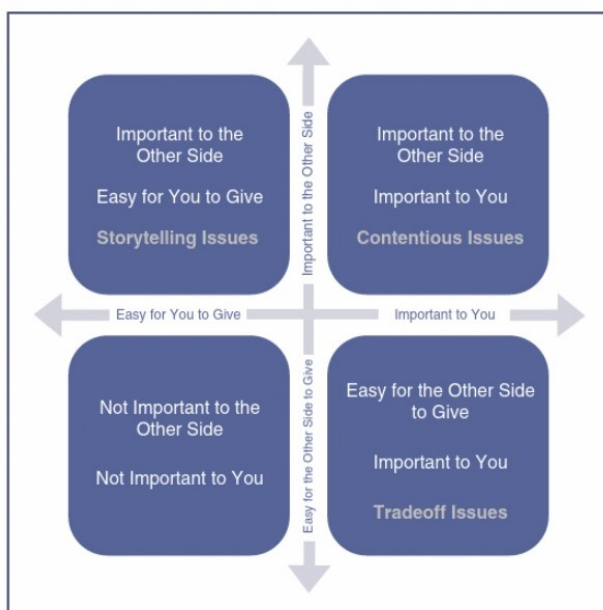 Important to the
Other Side
Easy for You to Give
Storytelling Issues
Important to the Other Side
Important to the
Other Side
Important to You
Contentious Issues
Easy for You to Give
Important to You
Not Important to the
Other Side
Not Important to You
Easy for the Other Side to Give
Easy for the Other Side
to Give
Important to You
Tradeoff Issues